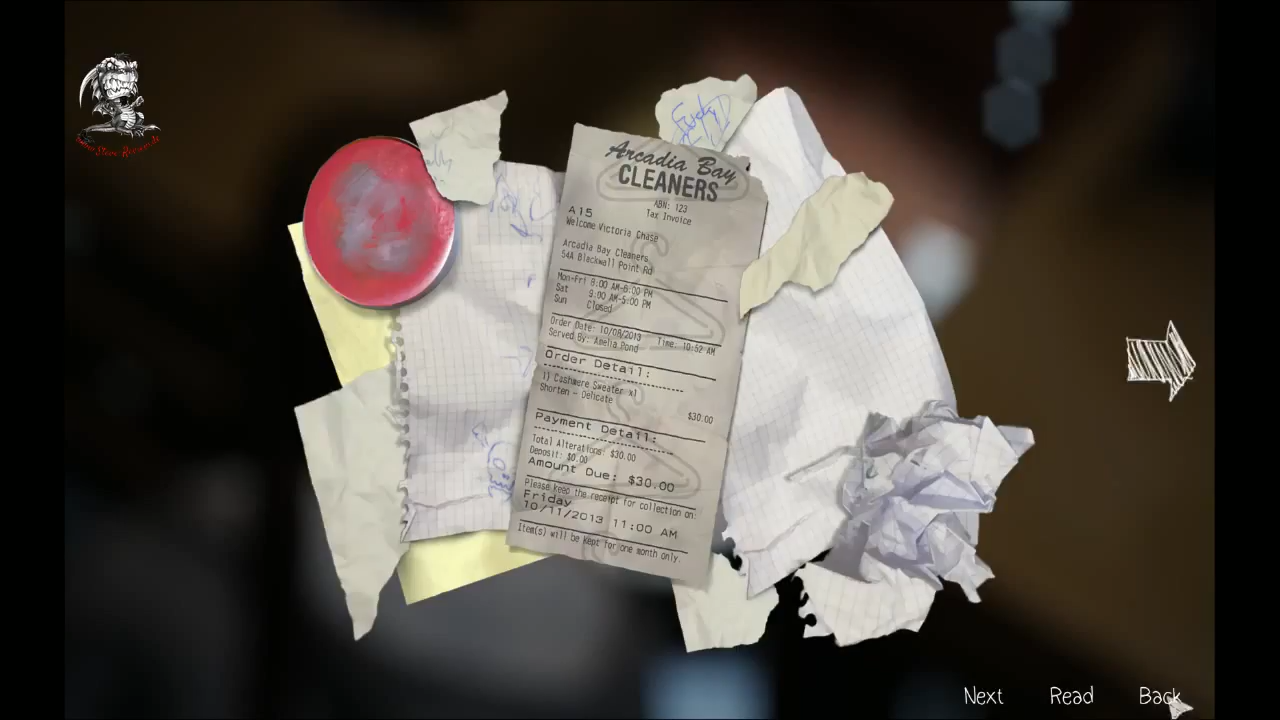 Arcadia Bay
CLEANERS
ABN: 123
Tax Invoice
A15
Welcome Victoria Chase
Arcadia Bay Cleaners
54A Blackwall Point Rd
Mon-Fri 8:00 AM-6:00 PM
Sat 9:00 AM-5:00 PM
Sun Closed
Order Date: 10/08/2013 Time: 10:52 AM
Served By: Amelia Pond
Order Detail:
1) Cashmere Sweater x1
Shorten - Delicate
$30.00
Payment Detail:
Total Alterations: $30.00
Deposit: $0.00
Amount Due: $30.00
Please keep the receipt for collection on:
Friday
10/11/2013 11:00 AM
Item(s) will be kept for one month only.
Next Read Back